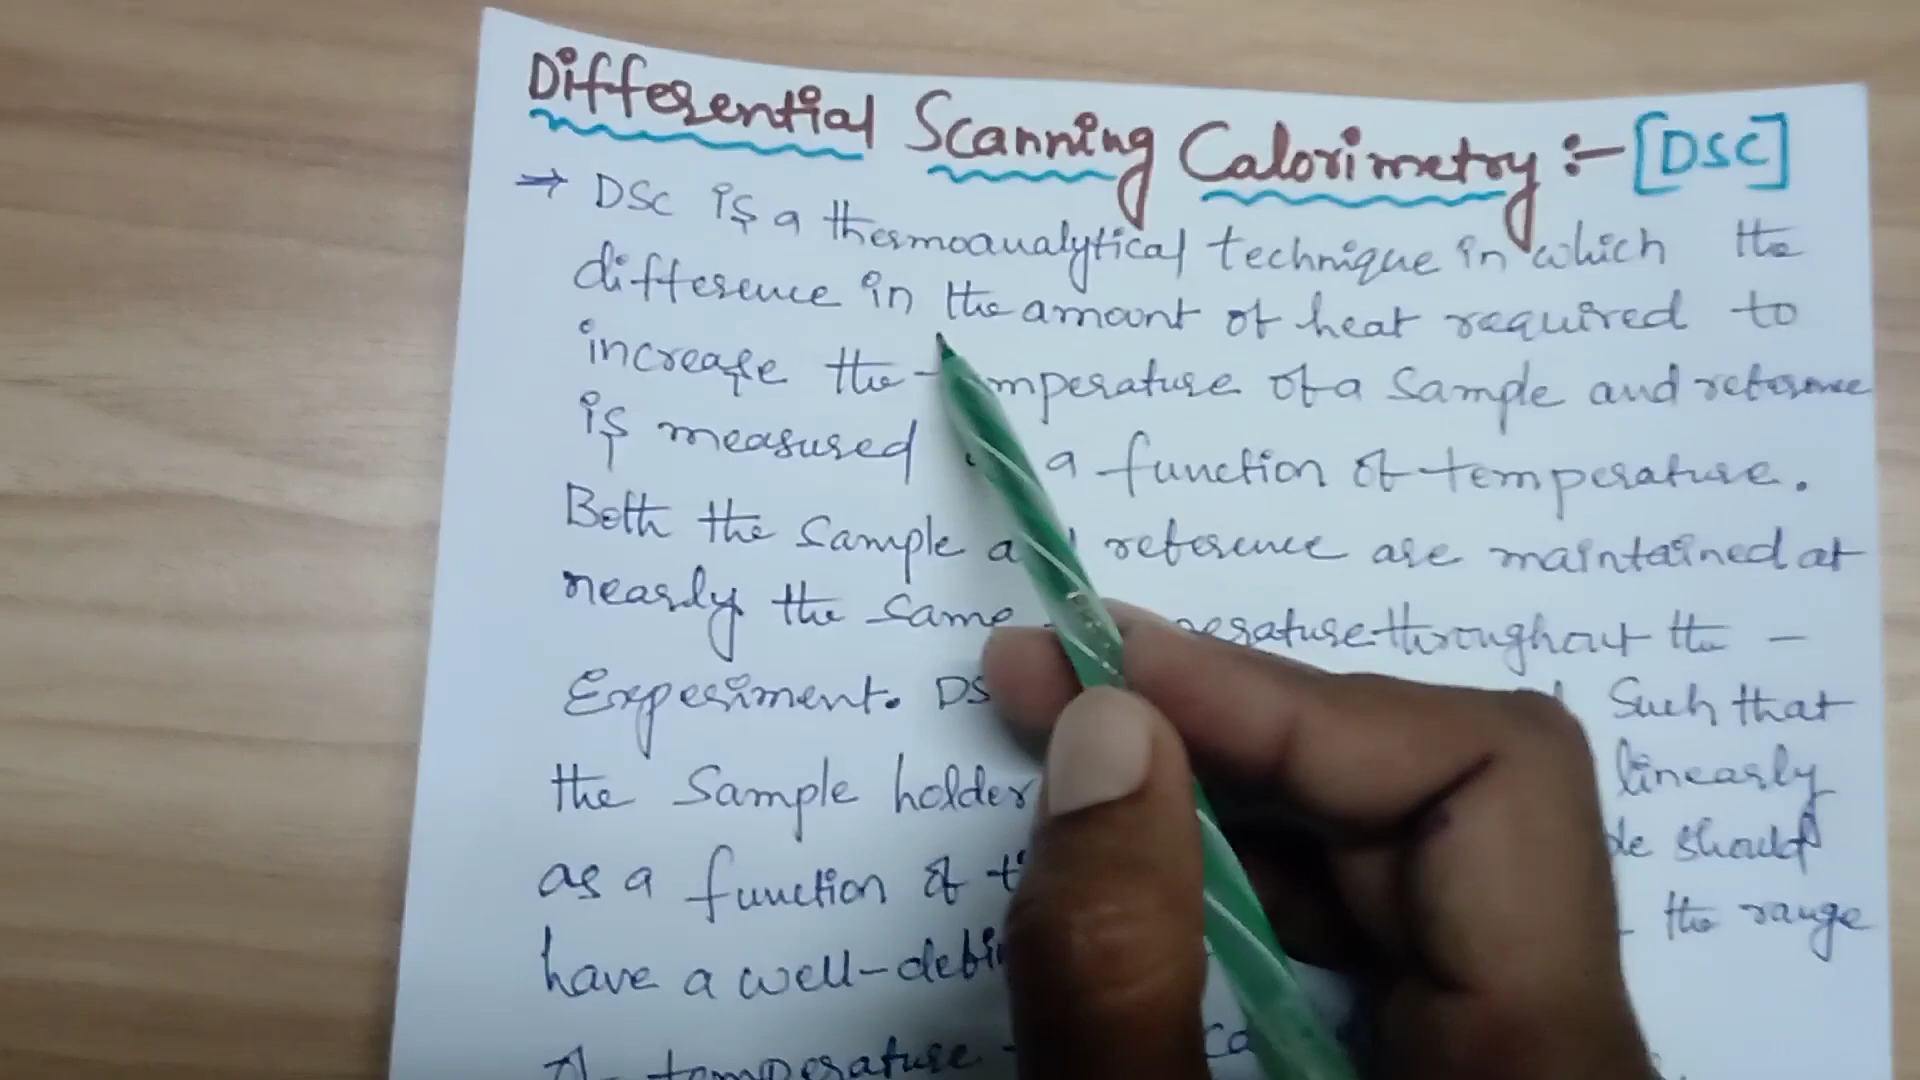 Differential Scanning Calorimetry :- [DSC]
→ DSC is a thermoanalytical technique in which the
difference in the amount of heat required to
increase the temperature of a sample and reference
is measured a function of temperature.
Both the sample reference are maintained at
nearly the same throughout the -
Experiment. Such that
the Sample holder linearly
as a function of should
have a the range
temperature